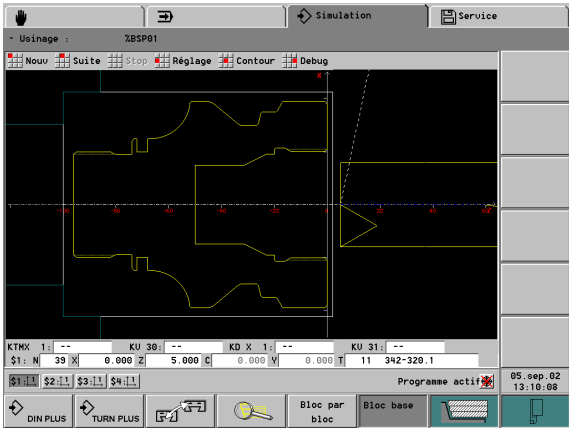 Simulation
Service
- Usinage : %BSP01
Nouv Suite Stop Réglage Contour Debug
X
-100 -80 -60 -40 -20 0 20 40 60Z
KTMX 1: -- KV 30: -- KD X 1: -- KV 31: --
$1: N 39 X 0.000 Z 5.000 C 0.000 Y 0.000 T 11 342-320.1
$1: $2: $3: $4: Programme actif
05.sep.02
13:10:08
DIN PLUS
TURN PLUS
Bloc par
bloc
Bloc base